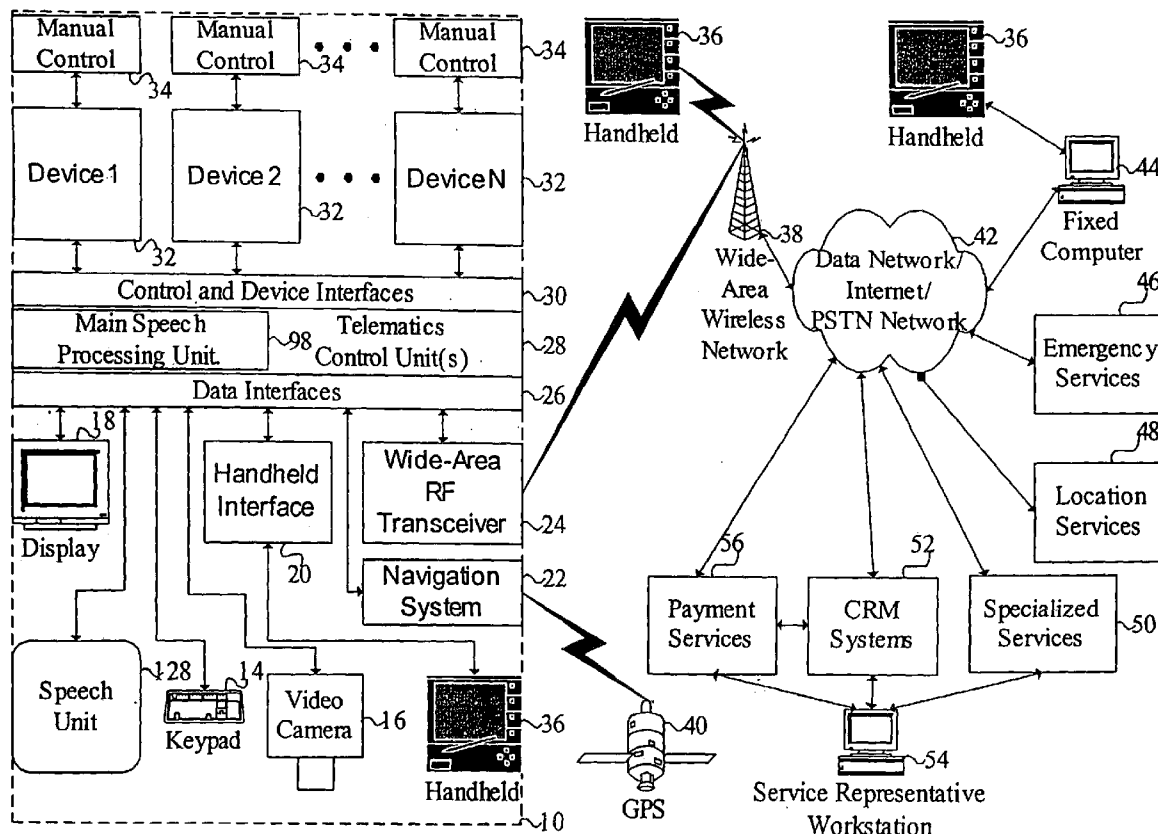 Manual
Control
34
Manual
Control
34
Manual
Control
34
Device1
32
Device 2
32
DeviceN
32
Control and Device Interfaces
30
Main Speech
Processing Unit.
98
Telematics
Control Unit(s)
28
Data Interfaces
26
18
Display
Handheld
Interface
20
Wide-Area
RF
Transceiver
24
Navigation
System
22
Speech
Unit
128
14
Keypad
Video
Camera
16
36
Handheld
10
36
Handheld
36
Handheld
38
Wide-
Area
Wireless
Network
42
Data Network/
Internet/
PSTN Network
44
Fixed
Computer
46
Emergency
Services
48
Location
Services
56
Payment
Services
52
CRM
Systems
Specialized
Services
50
40
GPS
54
Service Representative
Workstation